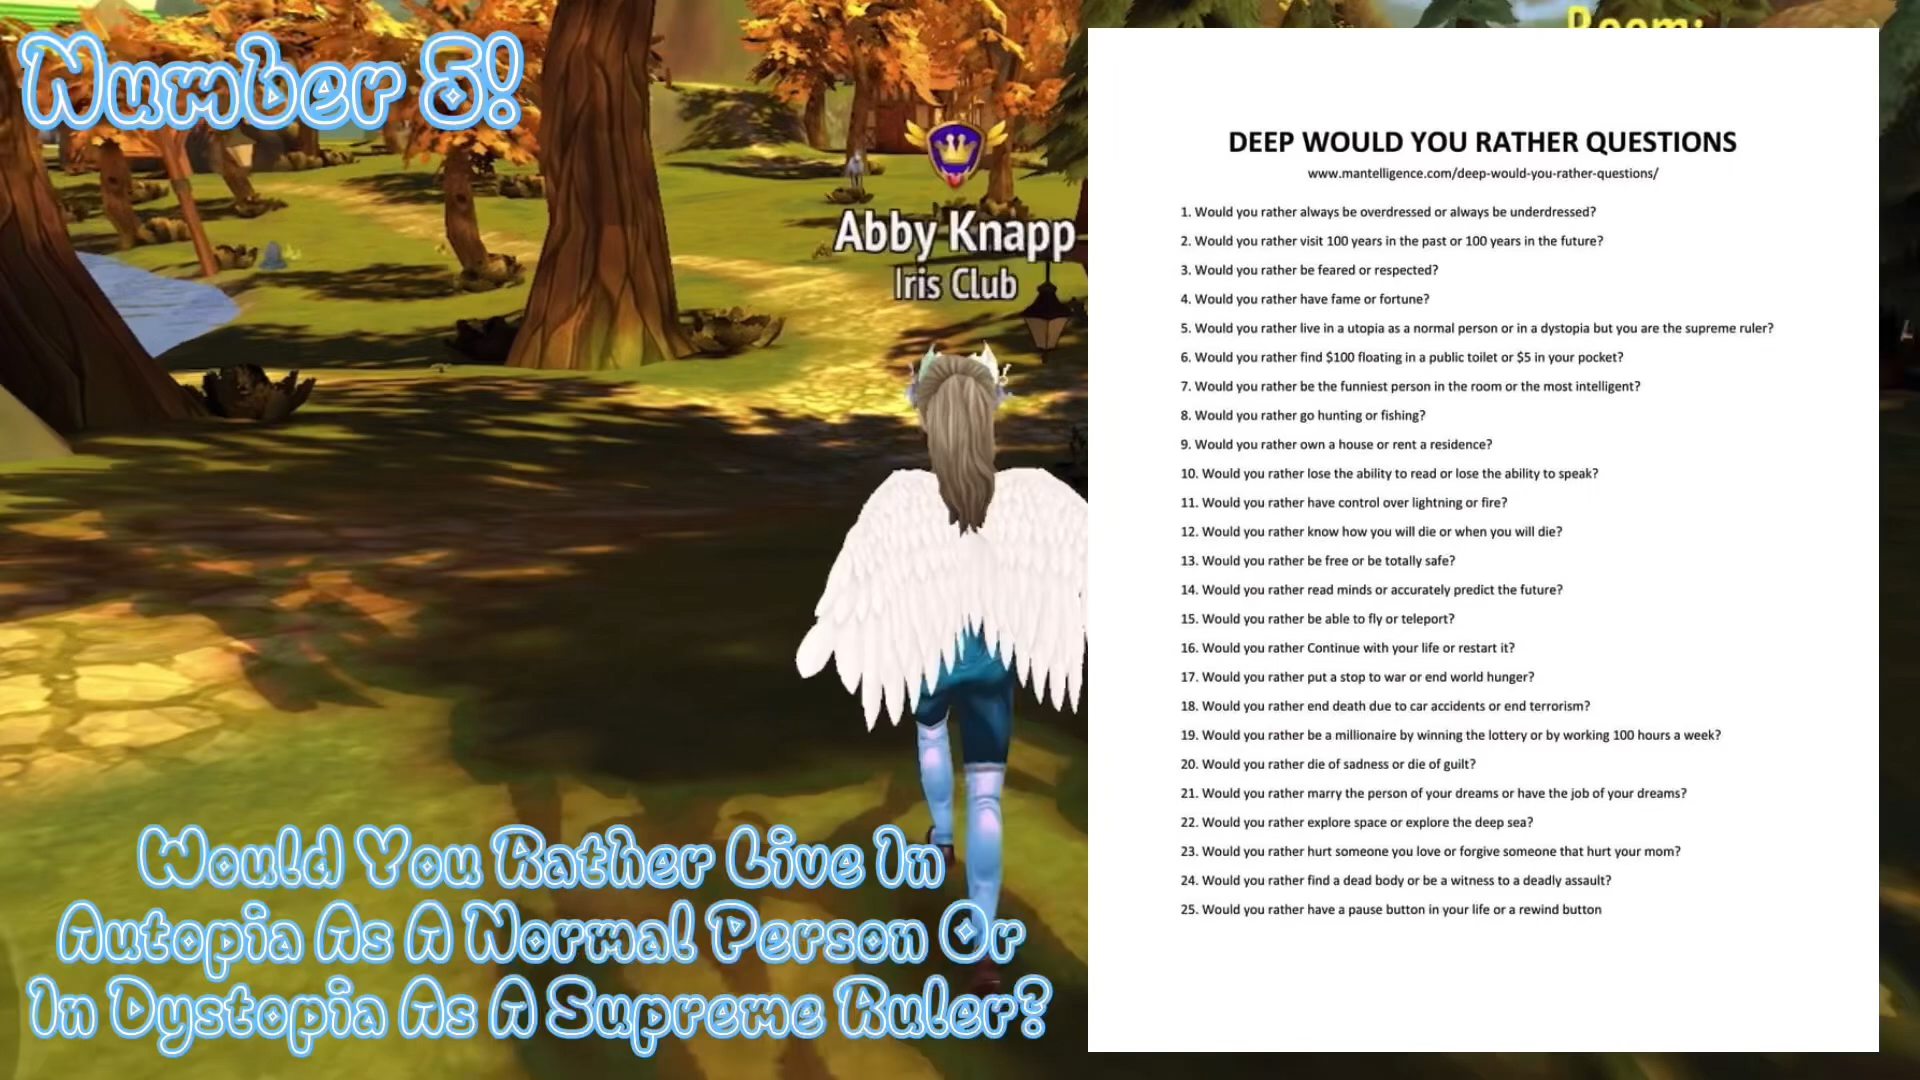 Number 5!
Abby Knapp
Iris Club
Would You Rather Live In
Autopia As A Normal Person Or
In Dystopia As A Supreme Ruler?
Room:
DEEP WOULD YOU RATHER QUESTIONS
www.mantelligence.com/deep-would-you-rather-questions/
1. Would you rather always be overdressed or always be underdressed?
2. Would you rather visit 100 years in the past or 100 years in the future?
3. Would you rather be feared or respected?
4. Would you rather have fame or fortune?
5. Would you rather live in a utopia as a normal person or in a dystopia but you are the supreme ruler?
6. Would you rather find $100 floating in a public toilet or $5 in your pocket?
7. Would you rather be the funniest person in the room or the most intelligent?
8. Would you rather go hunting or fishing?
9. Would you rather own a house or rent a residence?
10. Would you rather lose the ability to read or lose the ability to speak?
11. Would you rather have control over lightning or fire?
12. Would you rather know how you will die or when you will die?
13. Would you rather be free or be totally safe?
14. Would you rather read minds or accurately predict the future?
15. Would you rather be able to fly or teleport?
16. Would you rather Continue with your life or restart it?
17. Would you rather put a stop to war or end world hunger?
18. Would you rather end death due to car accidents or end terrorism?
19. Would you rather be a millionaire by winning the lottery or by working 100 hours a week?
20. Would you rather die of sadness or die of guilt?
21. Would you rather marry the person of your dreams or have the job of your dreams?
22. Would you rather explore space or explore the deep sea?
23. Would you rather hurt someone you love or forgive someone that hurt your mom?
24. Would you rather find a dead body or be a witness to a deadly assault?
25. Would you rather have a pause button in your life or a rewind button